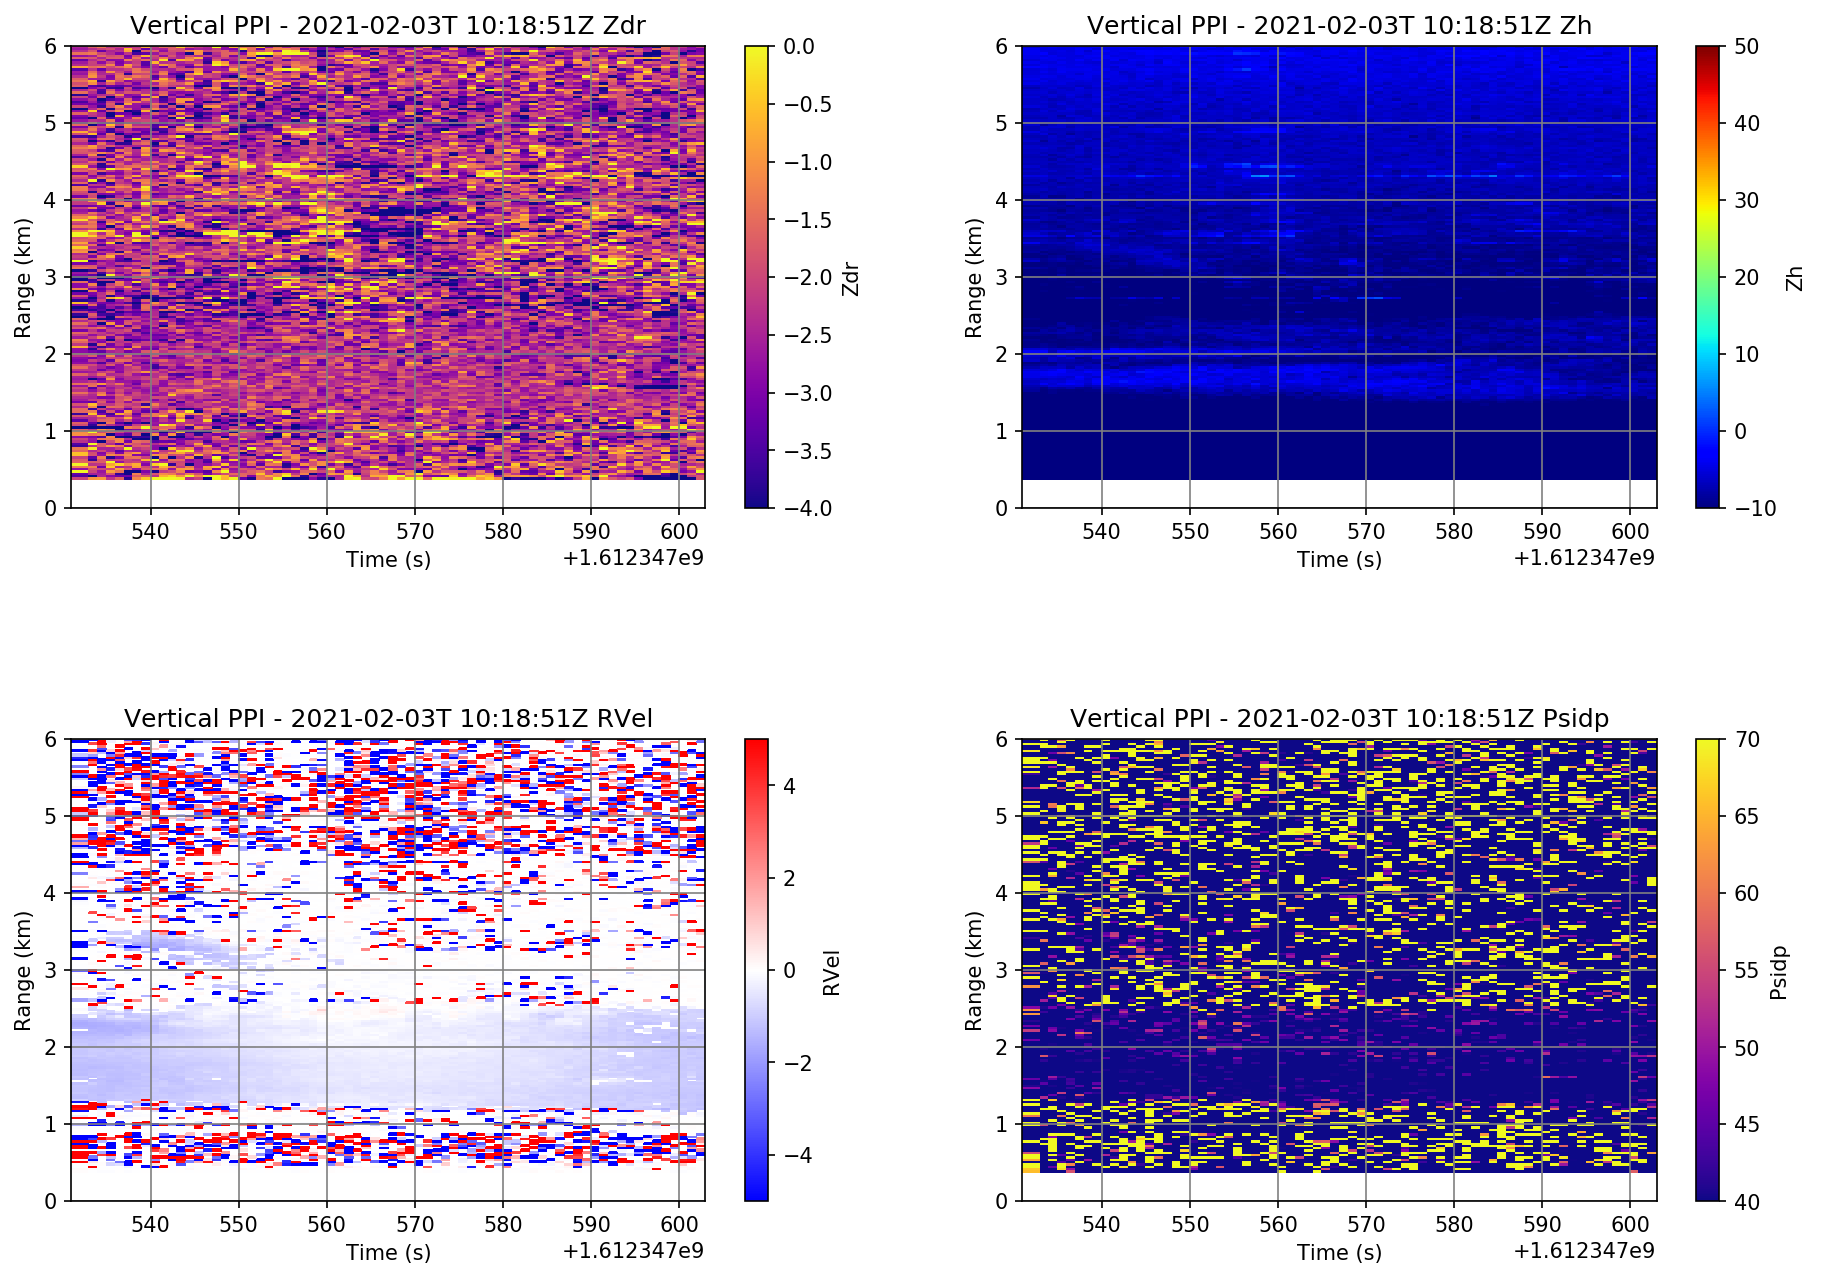 Vertical PPI - 2021-02-03T 10:18:51Z Zdr
6
5
4
3
2
1
0
Range (km)
540 550 560 570 580 590 600
Time (s)
+1.612347e9
0.0
−0.5
−1.0
−1.5
−2.0
−2.5
−3.0
−3.5
−4.0
Zdr
Vertical PPI - 2021-02-03T 10:18:51Z Zh
6
5
4
3
2
1
0
Range (km)
540 550 560 570 580 590 600
Time (s)
+1.612347e9
50
40
30
20
10
0
−10
Zh
Vertical PPI - 2021-02-03T 10:18:51Z RVel
6
5
4
3
2
1
0
Range (km)
540 550 560 570 580 590 600
Time (s)
+1.612347e9
4
2
0
−2
−4
RVel
Vertical PPI - 2021-02-03T 10:18:51Z Psidp
6
5
4
3
2
1
0
Range (km)
540 550 560 570 580 590 600
Time (s)
+1.612347e9
70
65
60
55
50
45
40
Psidp